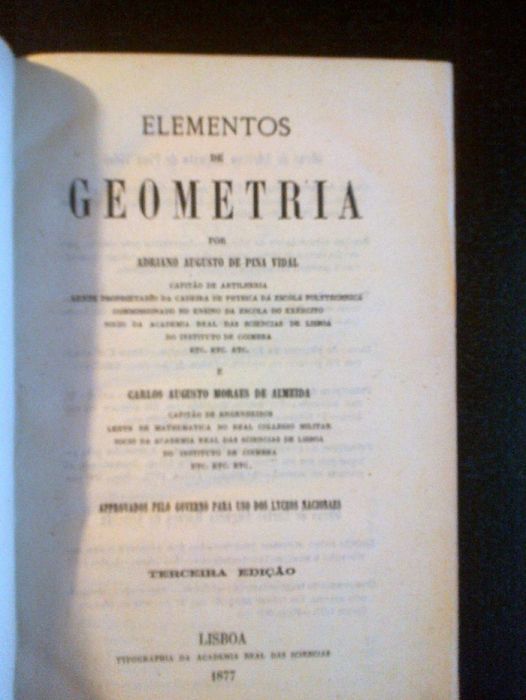 ELEMENTOS
DE
GEOMETRIA
POR
ADRIANO AUGUSTO DE PINA VIDAL
CAPITÃO DE ARTILHERIA
LENTE PROPRIETARIO DA CADEIRA DE PHYSICA DA ESCOLA POLYTECHNICA
COMMISSIONADO NO ENSINO DA ESCOLA DO EXERCITO
SOCIO DA ACADEMIA REAL DAS SCIENCIAS DE LISBOA
DO INSTITUTO DE COIMBRA
ETC. ETC. ETC.
E
CARLOS AUGUSTO MORAES DE ALMEIDA
CAPITÃO DE ENGENHEIROS
LENTE DE MATHEMATICA NO REAL COLLEGIO MILITAR
SOCIO DA ACADEMIA REAL DAS SCIENCIAS DE LISBOA
DO INSTITUTO DE COIMBRA
ETC. ETC. ETC.
APPROVADOS PELO GOVERNO PARA USO DOS LYCEOS NACIONAES
TERCEIRA EDIÇÃO
LISBOA
TYPOGRAPHIA DA ACADEMIA REAL DAS SCIENCIAS
1877